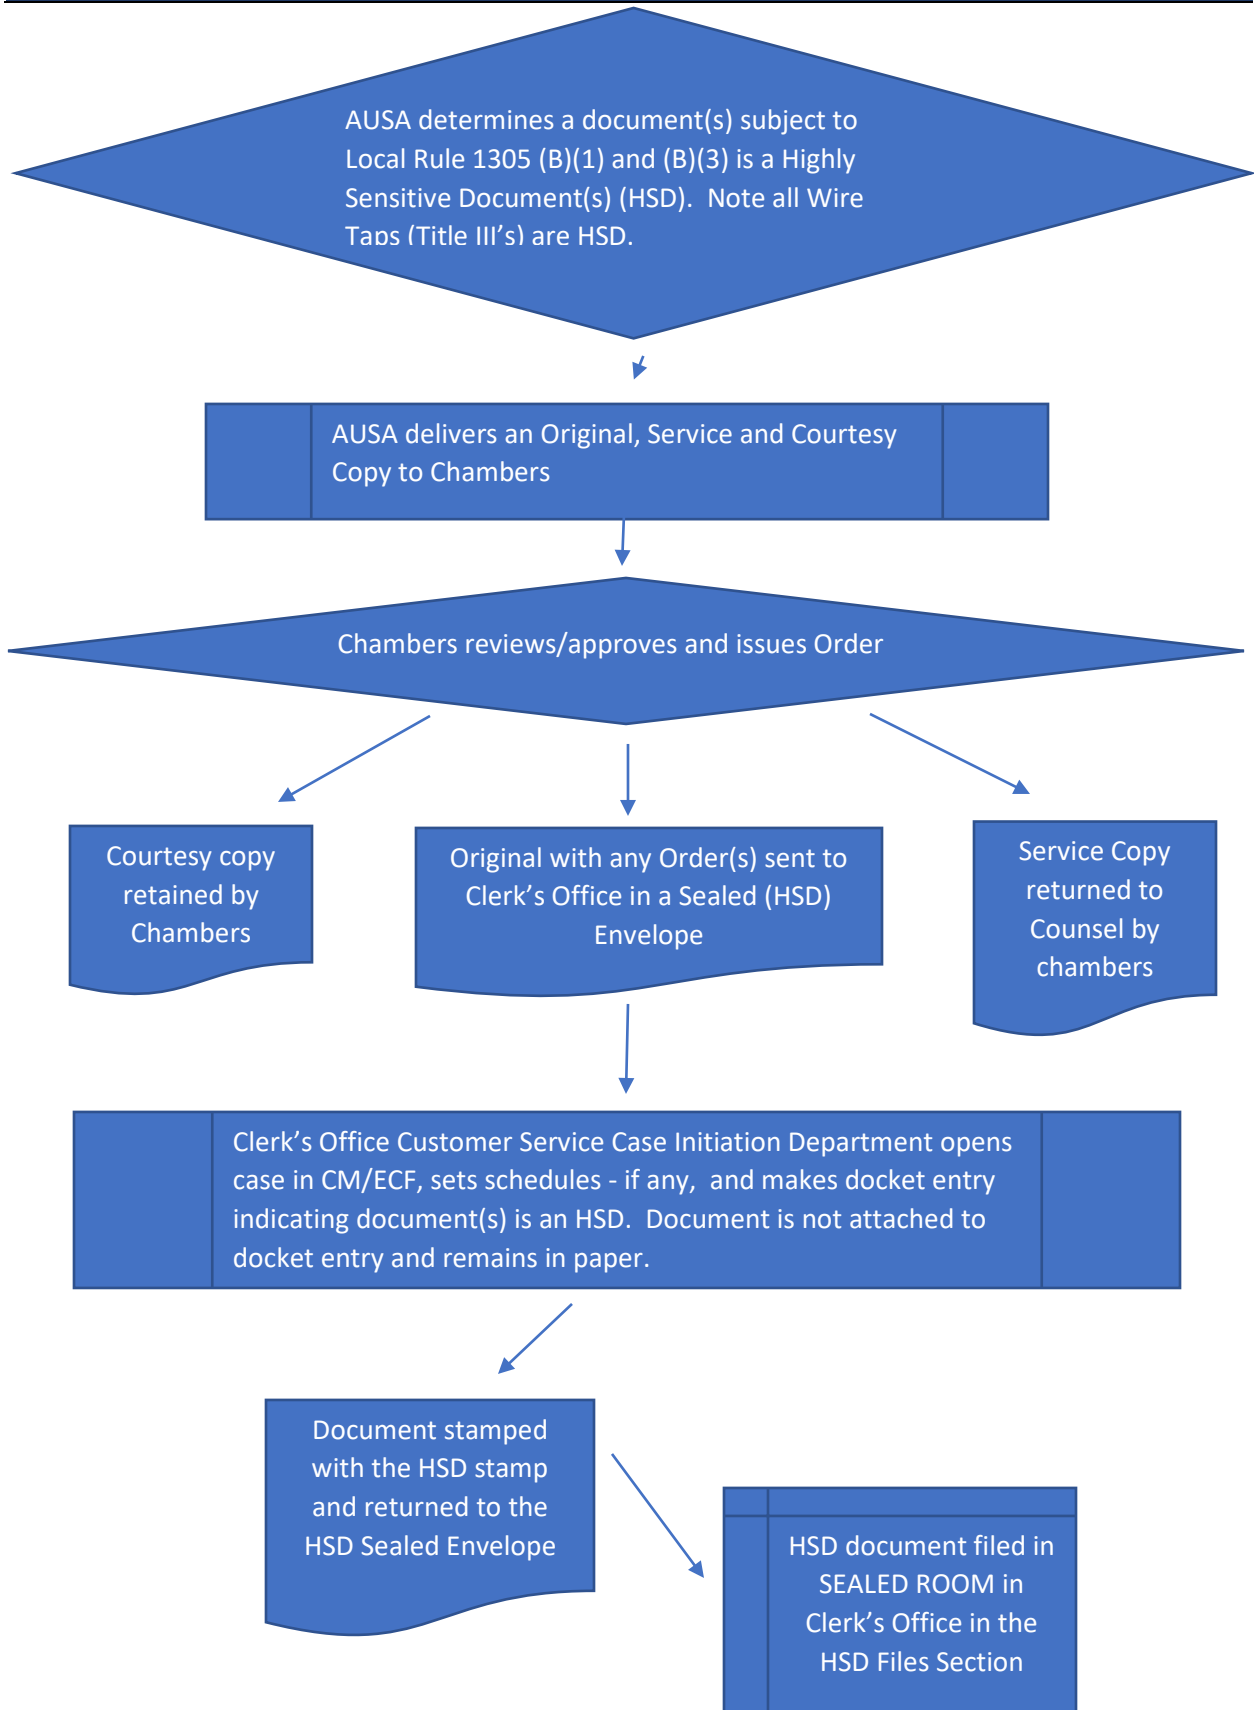 AUSA determines a document(s) subject to
Local Rule 1305 (B)(1) and (B)(3) is a Highly
Sensitive Document(s) (HSD).  Note all Wire
Taps (Title III’s) are HSD.
AUSA delivers an Original, Service and Courtesy
Copy to Chambers
Chambers reviews/approves and issues Order
Courtesy copy
retained by
Chambers
Original with any Order(s) sent to
Clerk’s Office in a Sealed (HSD)
Envelope
Service Copy
returned to
Counsel by
chambers
Clerk’s Office Customer Service Case Initiation Department opens
case in CM/ECF, sets schedules - if any,  and makes docket entry
indicating document(s) is an HSD.  Document is not attached to
docket entry and remains in paper.
Document stamped
with the HSD stamp
and returned to the
HSD Sealed Envelope
HSD document filed in
SEALED ROOM in
Clerk’s Office in the
HSD Files Section